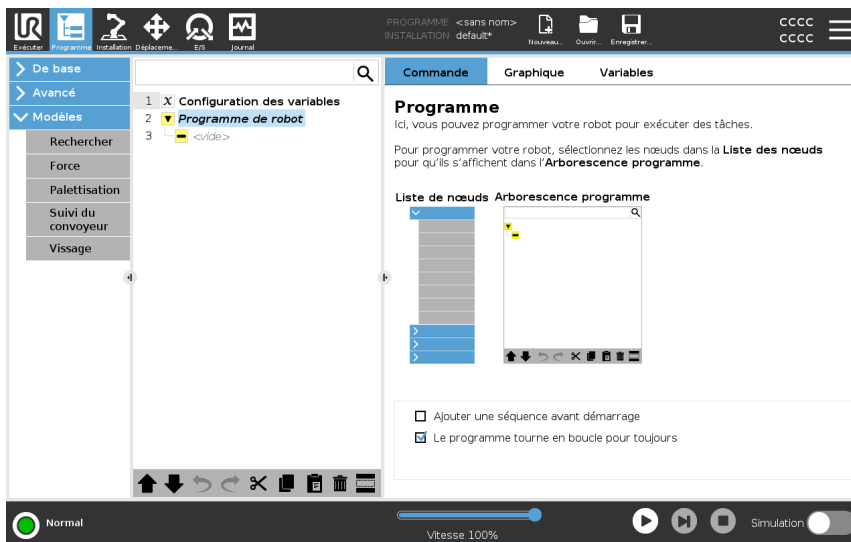 PROGRAMME <sans nom>
INSTALLATION default*
CCCC
CCCC
Exécuter
Programme
Installation
Déplaceme...
E/S
Journal
Nouveau...
Ouvrir...
Enregistrer...
De base
Avancé
Modèles
Rechercher
Force
Palettisation
Suivi du
convoyeur
Vissage
1 X Configuration des variables
2 Programme de robot
3 <vide>
Commande
Graphique
Variables
Programme
Ici, vous pouvez programmer votre robot pour exécuter des tâches.
Pour programmer votre robot, sélectionnez les nœuds dans la Liste des nœuds
pour qu'ils s'affichent dans l'Arborescence programme.
Liste de nœuds
Arborescence programme
Ajouter une séquence avant démarrage
Le programme tourne en boucle pour toujours
Normal
Vitesse 100%
Simulation